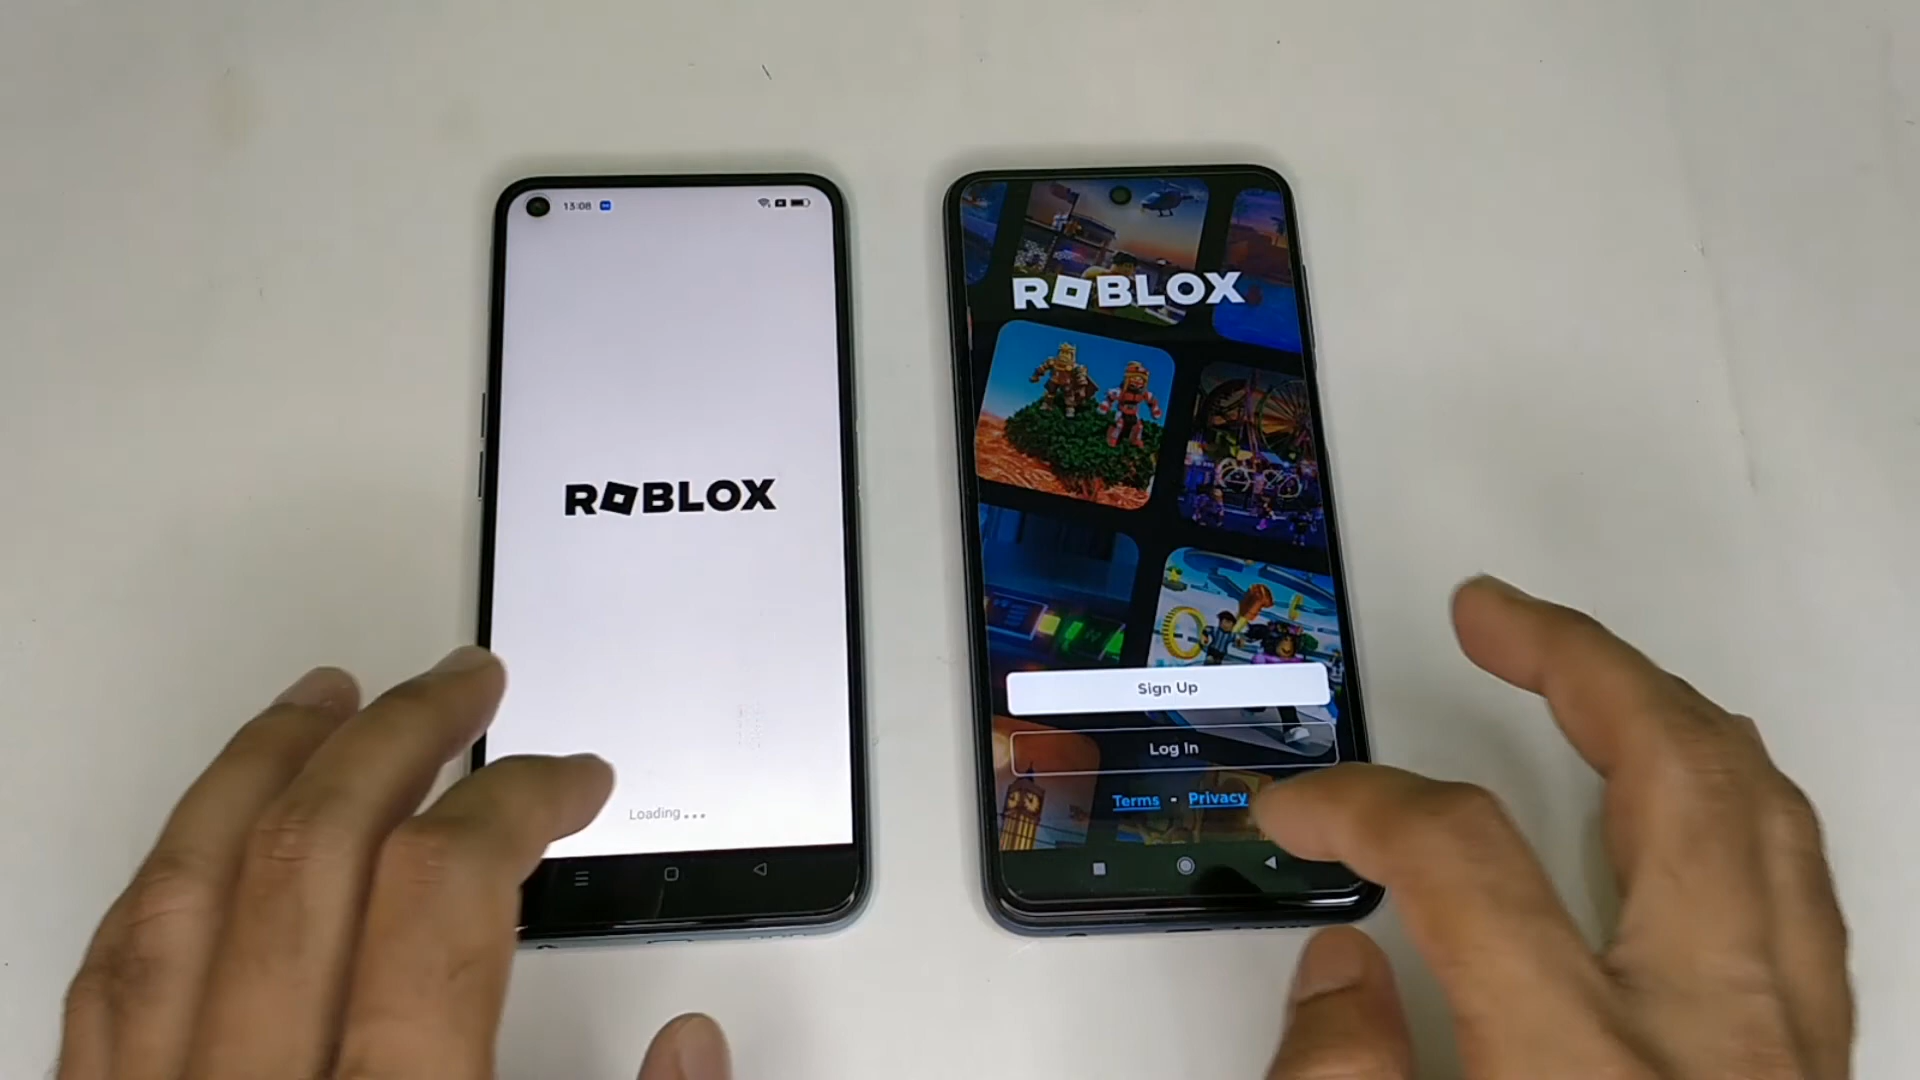 13:08
ROBLOX
Loading...
ROBLOX
Sign Up
Log In
Terms - Privacy